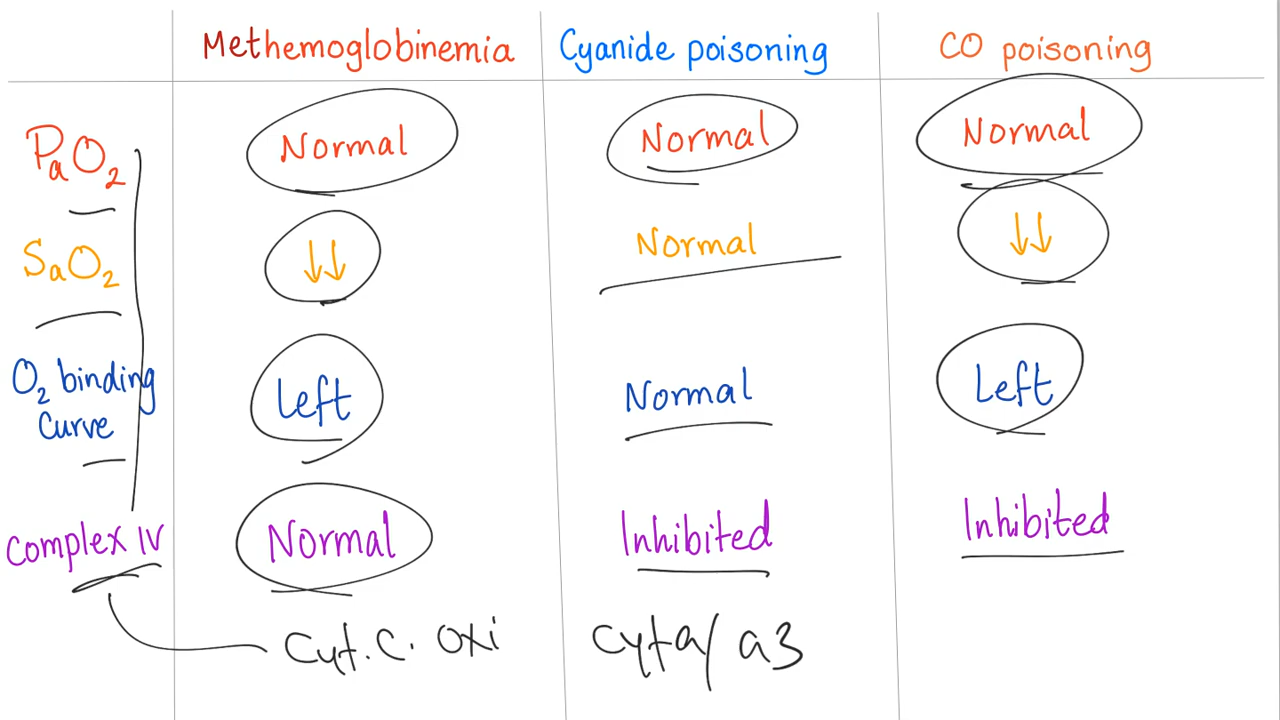 Methemoglobinemia Cyanide poisoning CO poisoning
PaO2 Normal Normal Normal
SaO2 ↓↓ Normal ↓↓
O2 binding Curve Left Normal Left
Complex IV Normal Inhibited Inhibited
Cyt. C. Oxi Cyta/a3